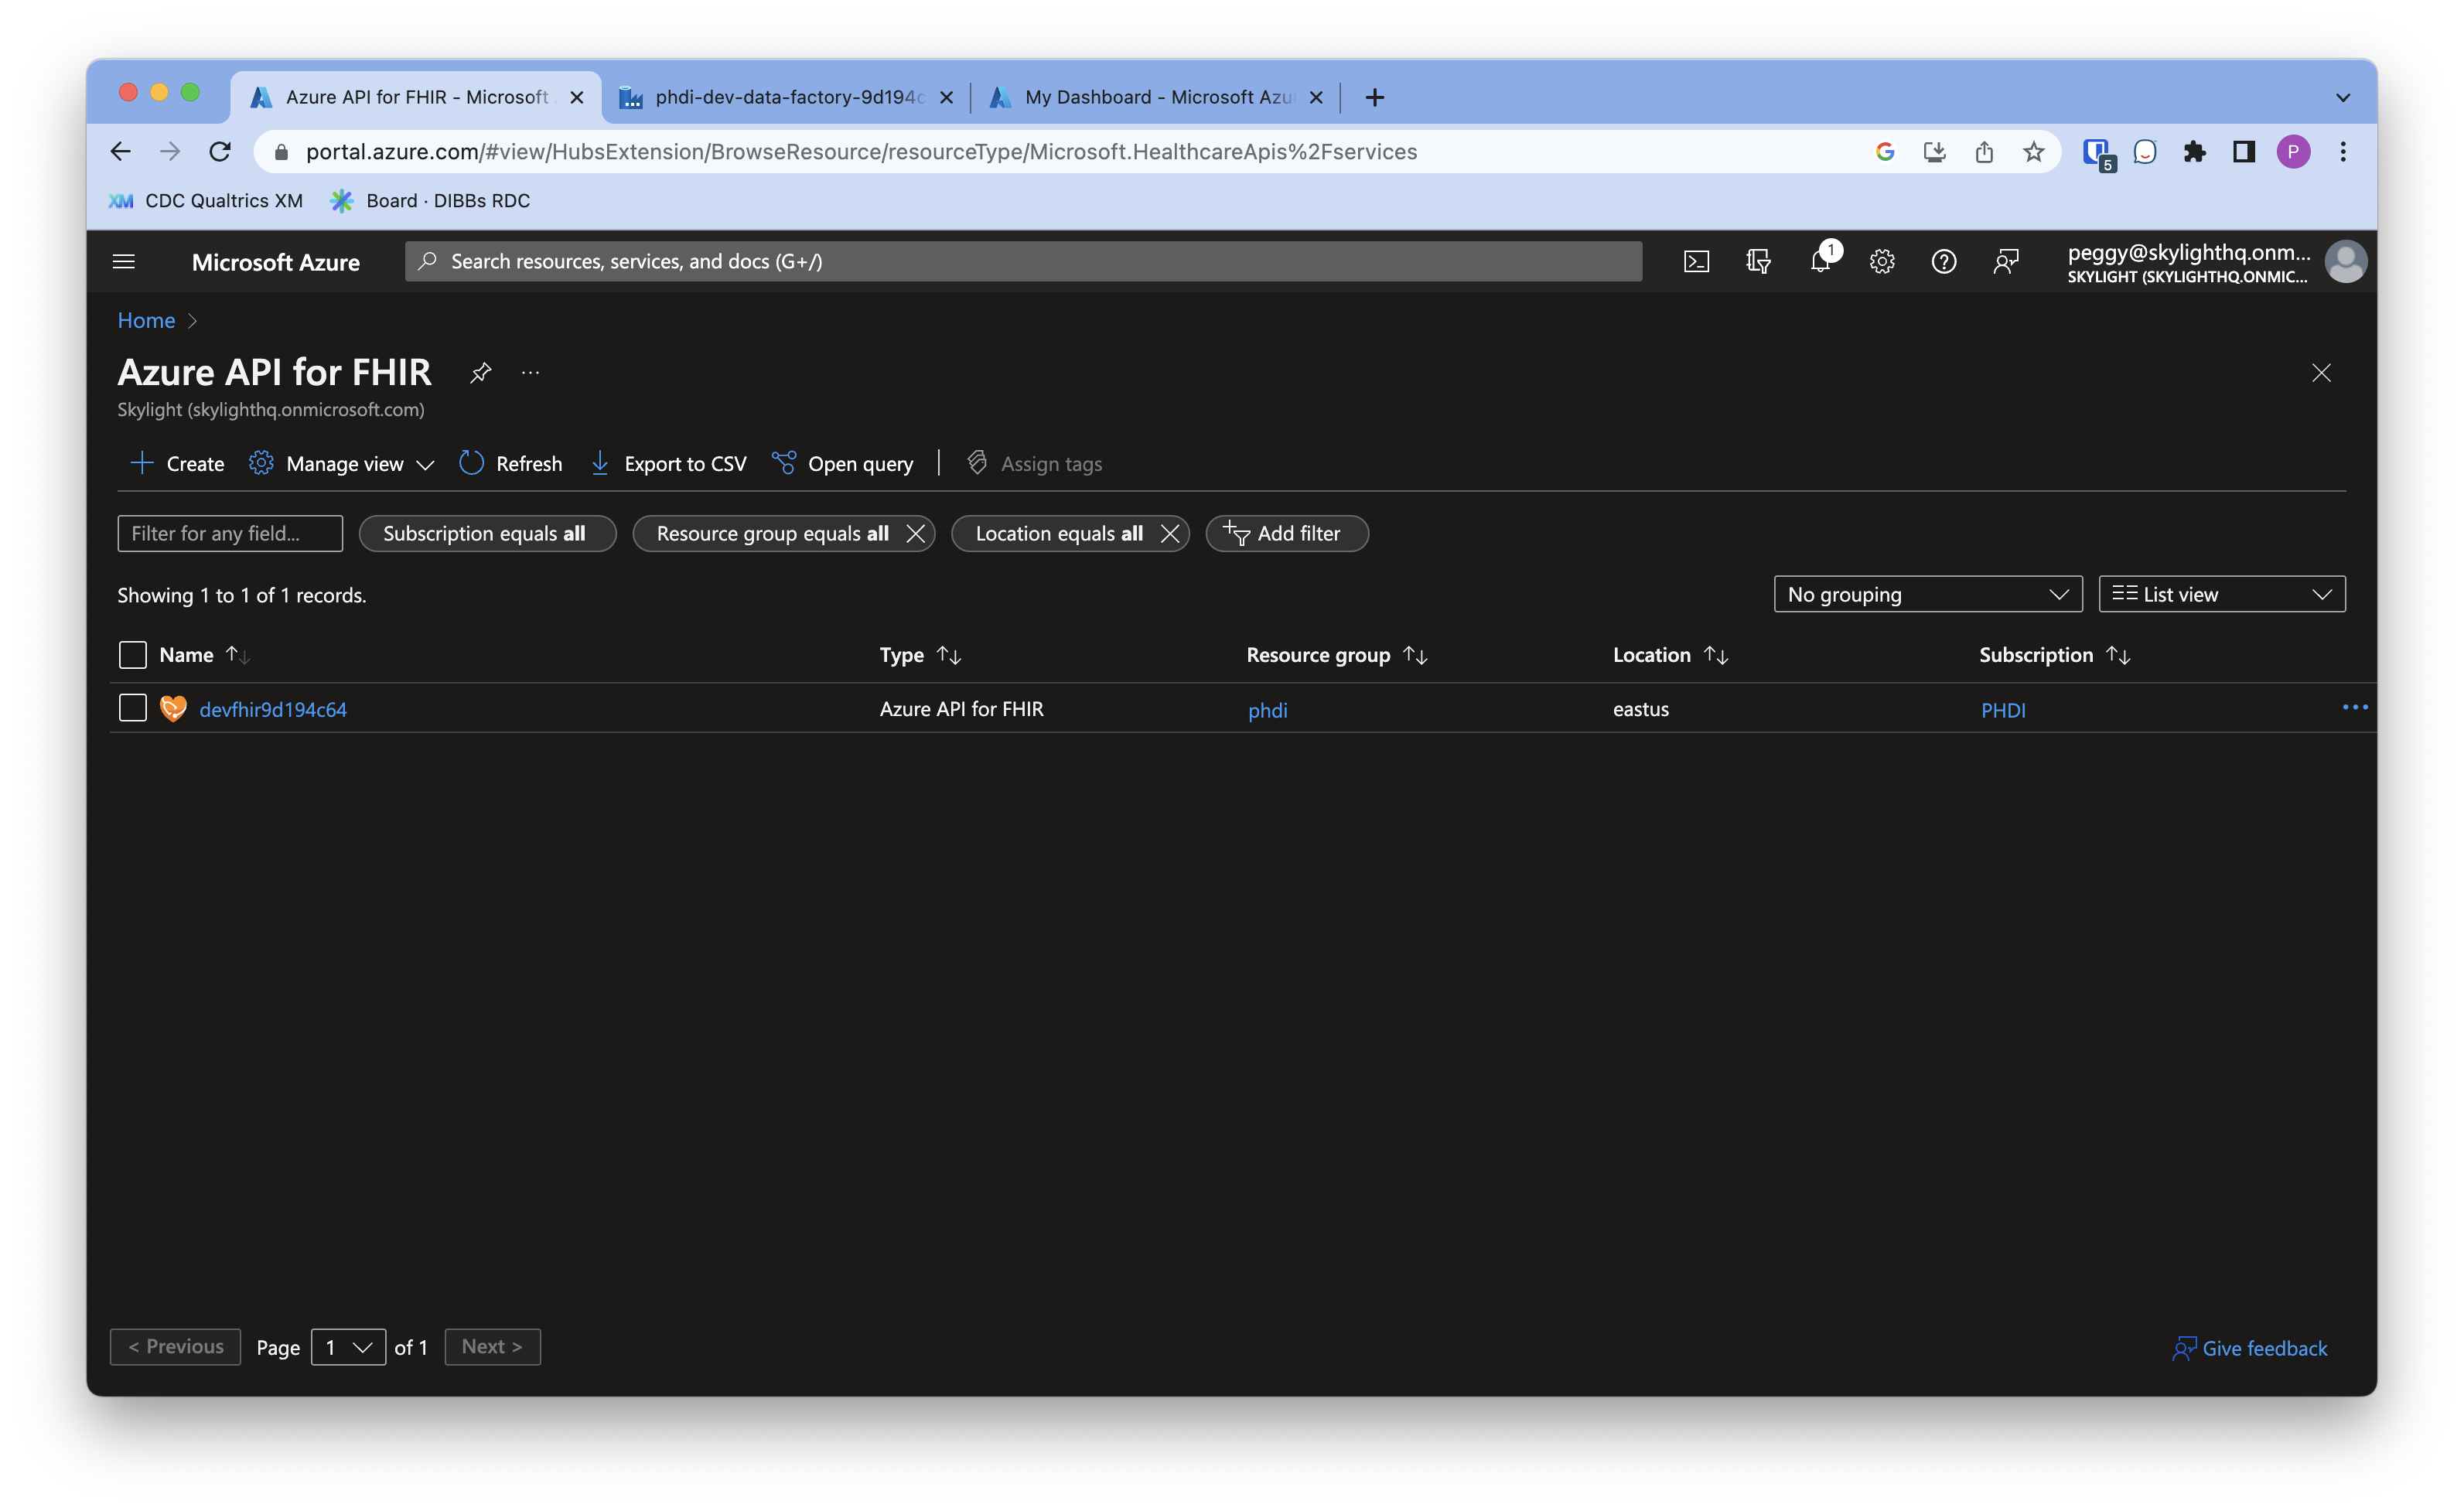 Azure API for FHIR - Microsoft
phdi-dev-data-factory-9d194c
My Dashboard - Microsoft Azu
portal.azure.com/#view/HubsExtension/BrowseResource/resourceType/Microsoft.HealthcareApis%2Fservices
5
P
XM CDC Qualtrics XM
Board · DIBBs RDC
Microsoft Azure
Search resources, services, and docs (G+/)
1
peggy@skylighthq.onm...
SKYLIGHT (SKYLIGHTHQ.ONMIC...
Home
Azure API for FHIR
Skylight (skylighthq.onmicrosoft.com)
Create Manage view Refresh Export to CSV Open query Assign tags
Filter for any field... Subscription equals all Resource group equals all Location equals all Add filter
Showing 1 to 1 of 1 records.
No grouping List view
Name Type Resource group Location Subscription
devfhir9d194c64 Azure API for FHIR phdi eastus PHDI
< Previous Page 1 of 1 Next >
Give feedback